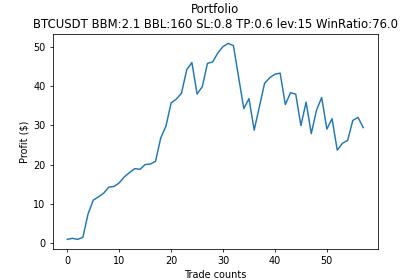 Portfolio
BTCUSDT BBM:2.1 BBL:160 SL:0.8 TP:0.6 lev:15 WinRatio:76.0
50
40
30
20
10
0
Profit ($)
0 10 20 30 40 50
Trade counts